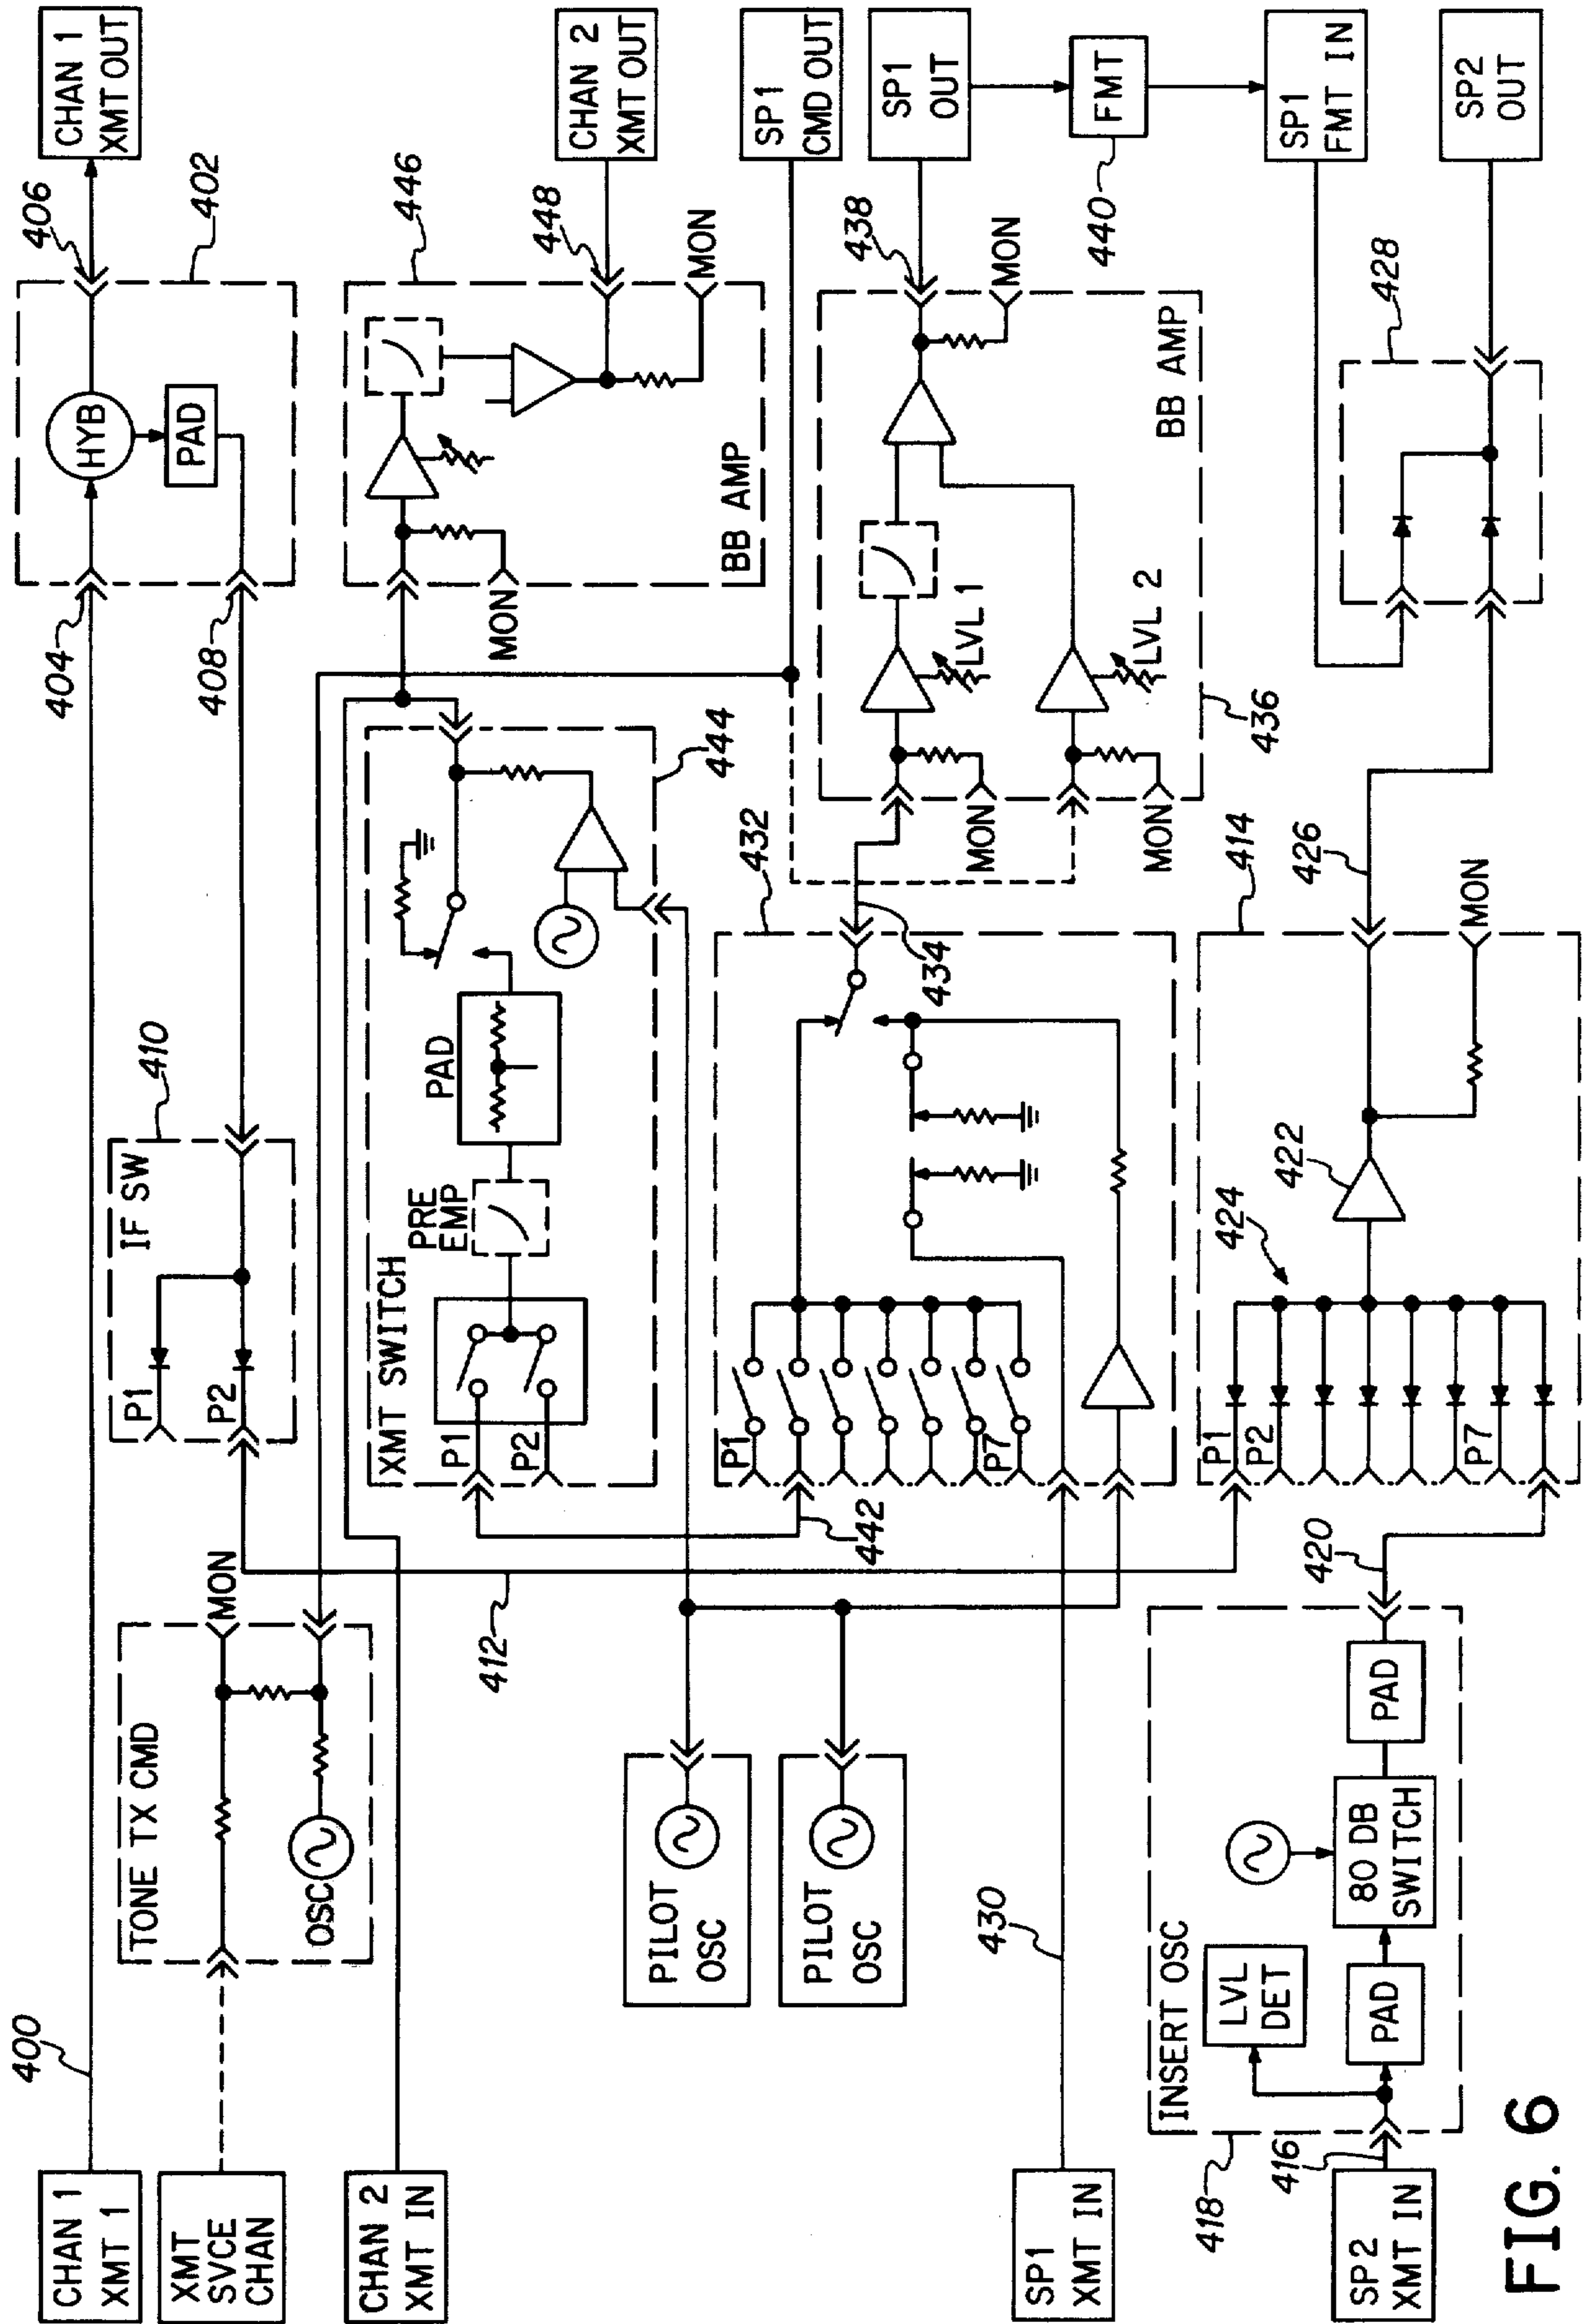 CHAN 1
XMT 1
400
404
HYB
PAD
406
402
408
CHAN 1
XMT OUT
XMT
SVCE
CHAN
TONE TX CMD
MON
OSC
IF SW
410
P1
P2
412
CHAN 2
XMT IN
XMT SWITCH
P1
P2
PRE
EMP
PAD
444
442
MON
BB AMP
446
448
MON
CHAN 2
XMT OUT
SP1
CMD OUT
PILOT
OSC
PILOT
OSC
SP1
XMT IN
430
P1
P7
432
434
MON
LVL 1
MON
LVL 2
BB AMP
436
438
MON
SP1
OUT
FMT
440
SP1
FMT IN
SP2
XMT IN
416
418
INSERT OSC
LVL
DET
PAD
80 DB
SWITCH
PAD
420
P1
P2
P7
424
422
MON
414
426
428
SP2
OUT
FIG. 6